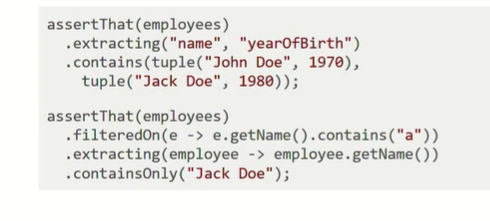 assertThat(employees)
.extracting("name", "yearOfBirth")
.contains(tuple("John Doe", 1970),
tuple("Jack Doe", 1980));
assertThat(employees)
.filteredOn(e -> e.getName().contains("a"))
.extracting(employee -> employee.getName())
.containsOnly("Jack Doe");